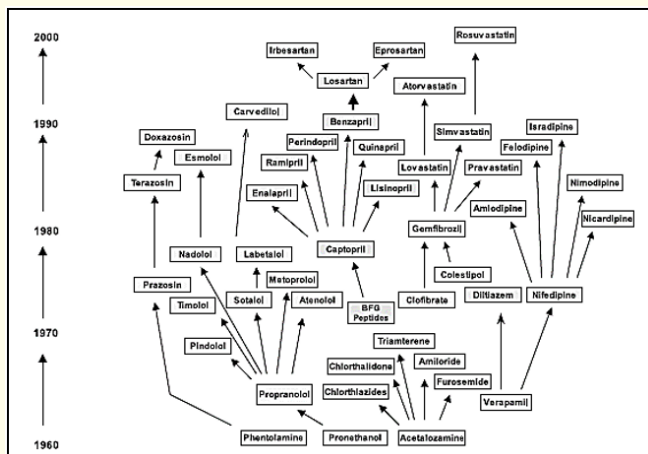 2000
Rosuvastatin
Irbesartan
Eprosartan
Losartan
Atorvastatin
Carvedilol
1990
Benzapril
Simvastatin
Isradipine
Doxazosin
Perindopril
Quinapril
Felodipine
Esmolol
Ramipril
Lovastatin
Pravastatin
Terazosin
Enalapril
Lisinopril
Nimodipine
Amlodipine
Nicardipine
1980
Captopril
Gemfibrozil
Nadolol
Labetalol
Colestipol
Prazosin
Metoprolol
Timolol
Sotalol
Atenolol
BFG
Peptides
Clofibrate
Diltiazem
Nifedipine
1970
Pindolol
Triamterene
Chlorthalidone
Amiloride
Propranolol
Chlorthiazides
Furosemide
Verapamil
1960
Phentolamine
Pronethanol
Acetalozamine